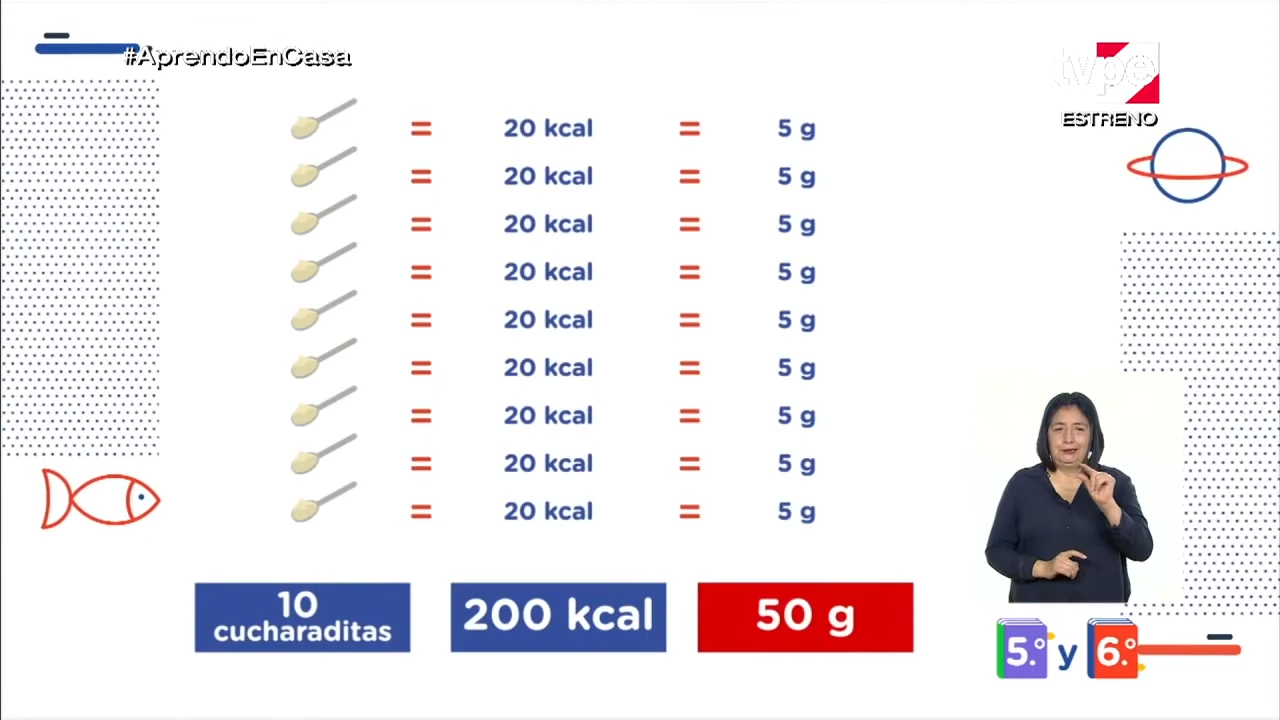 #AprendoEnCasa
tvpe
ESTRENO
= 20 kcal = 5 g
= 20 kcal = 5 g
= 20 kcal = 5 g
= 20 kcal = 5 g
= 20 kcal = 5 g
= 20 kcal = 5 g
= 20 kcal = 5 g
= 20 kcal = 5 g
= 20 kcal = 5 g
10
cucharaditas
200 kcal
50 g
5.° y 6.°